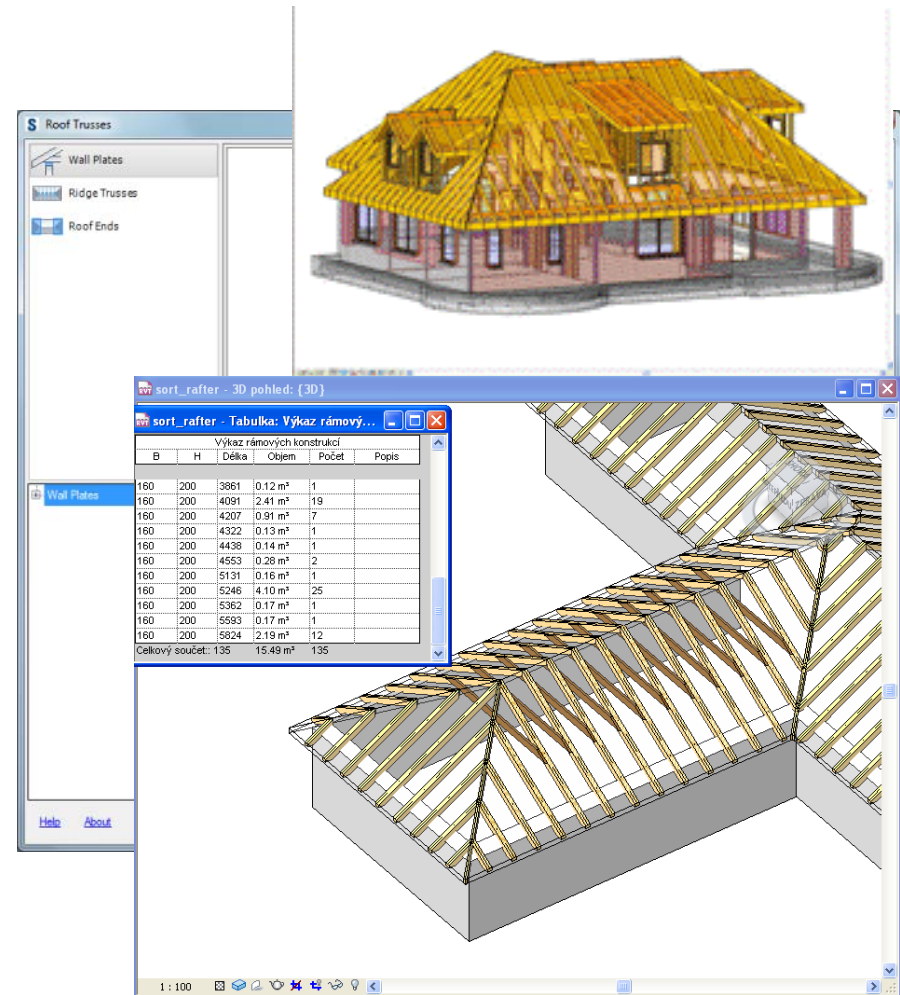 Roof Trusses
Wall Plates
Ridge Trusses
Roof Ends
Wall Plates
Help About
sort_rafter - 3D pohled: {3D}
sort_rafter - Tabulka: Výkaz rámový...
Výkaz rámových konstrukcí
B H Délka Objem Počet Popis
160 200 3861 0.12 m³ 1
160 200 4091 2.41 m³ 19
160 200 4207 0.91 m³ 7
160 200 4322 0.13 m³ 1
160 200 4438 0.14 m³ 1
160 200 4553 0.28 m³ 2
160 200 5131 0.16 m³ 1
160 200 5246 4.10 m³ 25
160 200 5362 0.17 m³ 1
160 200 5593 0.17 m³ 1
160 200 5824 2.19 m³ 12
Celkový součet:: 135 15.49 m³ 135
1 : 100